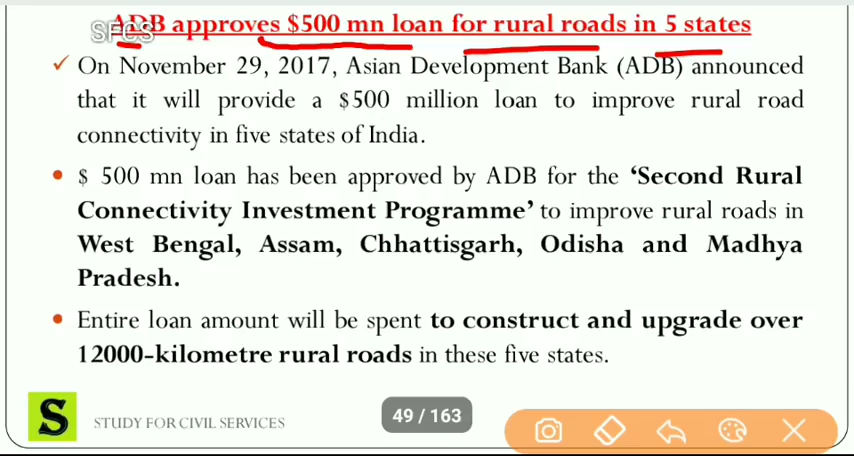 ADB approves $500 mn loan for rural roads in 5 states
SFCS
✓ On November 29, 2017, Asian Development Bank (ADB) announced
that it will provide a $500 million loan to improve rural road
connectivity in five states of India.
• $ 500 mn loan has been approved by ADB for the ‘Second Rural
Connectivity Investment Programme’ to improve rural roads in
West Bengal, Assam, Chhattisgarh, Odisha and Madhya
Pradesh.
• Entire loan amount will be spent to construct and upgrade over
12000-kilometre rural roads in these five states.
S
STUDY FOR CIVIL SERVICES
49 / 163